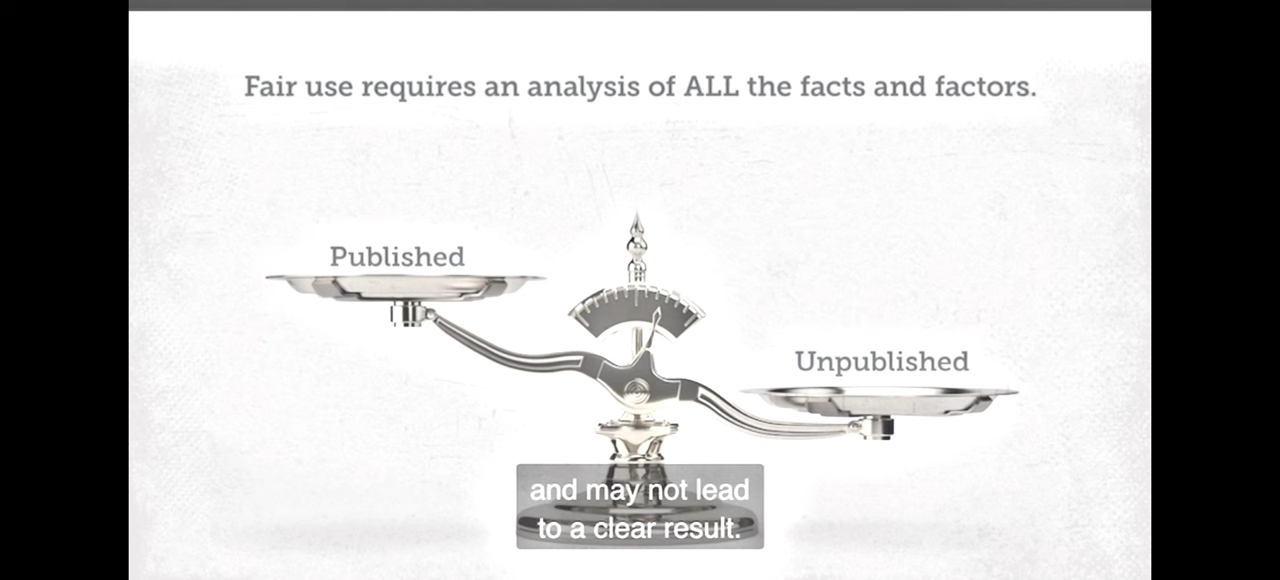 Fair use requires an analysis of ALL the facts and factors.
Published
Unpublished
and may not lead
to a clear result.